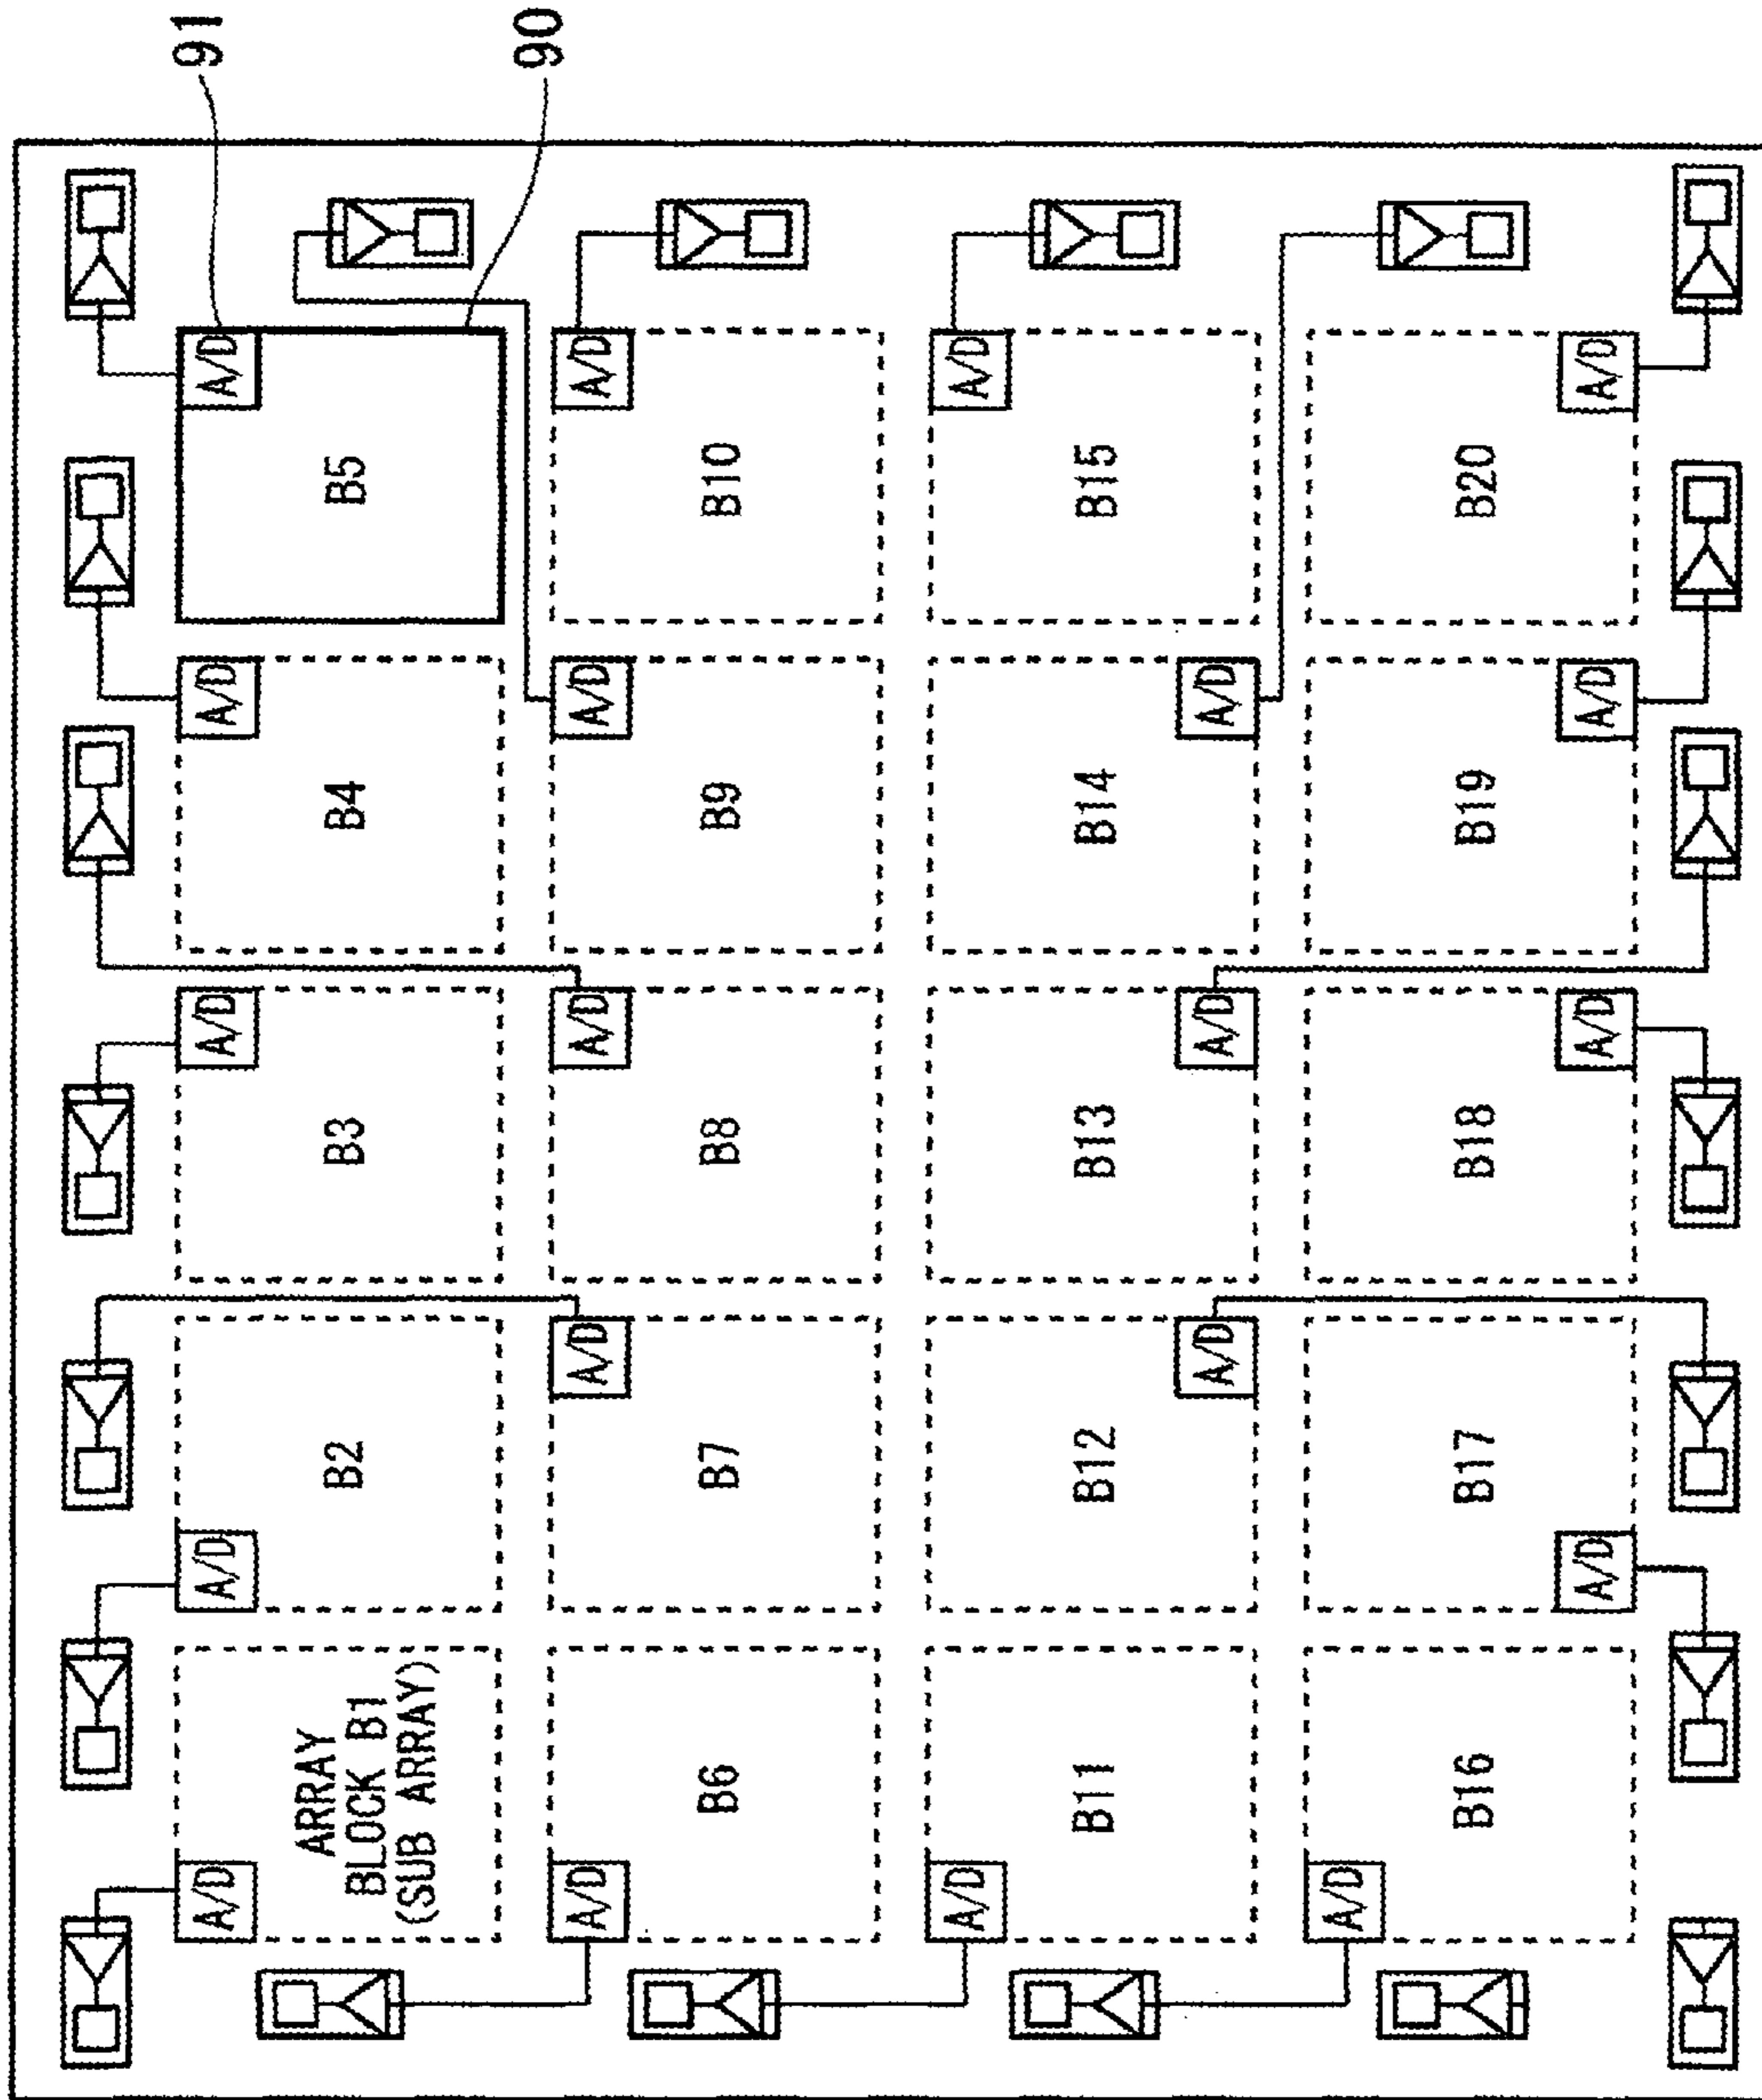 A/D A/D A/D A/D A/D 91
ARRAY
BLOCK B1 B2 B3 B4 B5
(SUB ARRAY)
90
A/D A/D A/D A/D A/D
B6 B7 B8 B9 B10
A/D A/D
B11 B12 B13 B14 B15
A/D A/D A/D
A/D
B16 B17 B18 B19 B20
A/D A/D A/D A/D